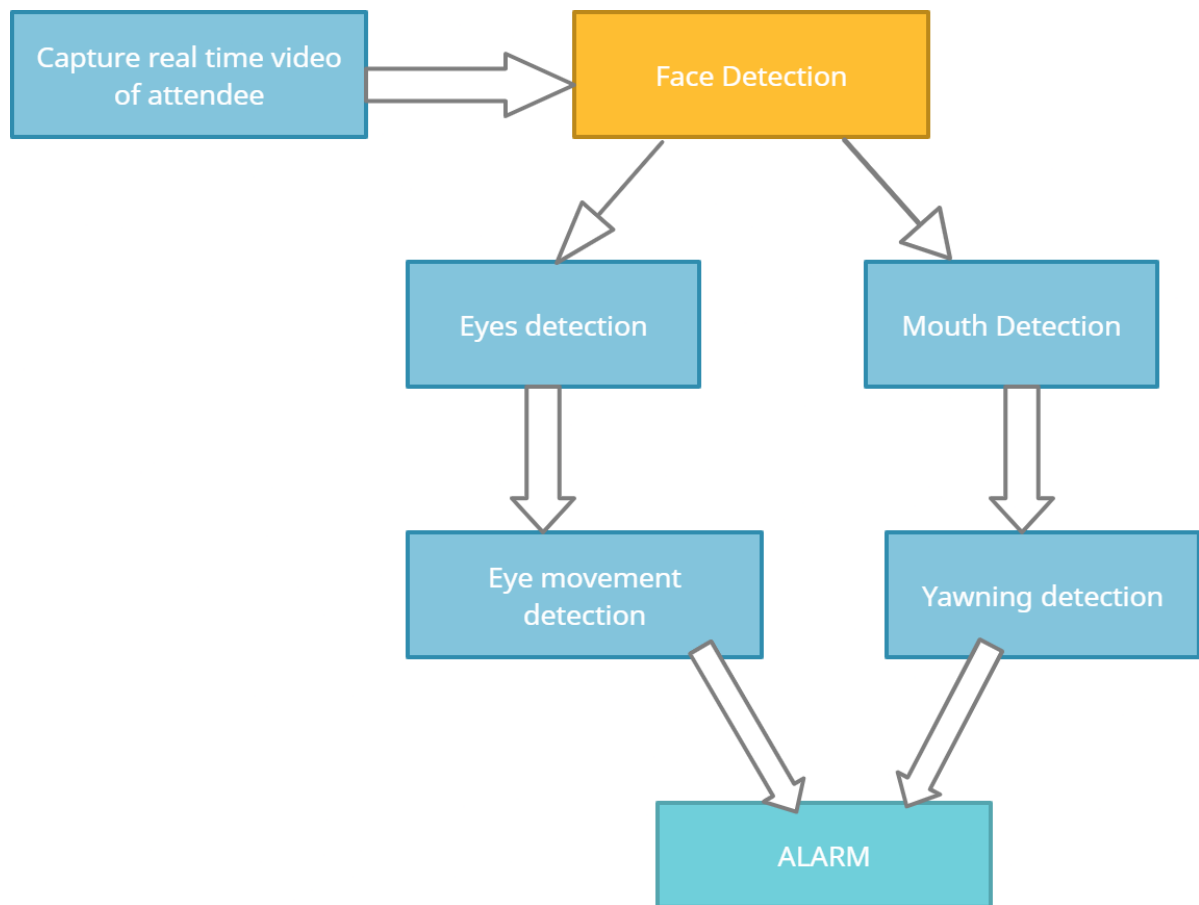 Capture real time video
of attendee
Face Detection
Eyes detection
Mouth Detection
Eye movement
detection
Yawning detection
ALARM